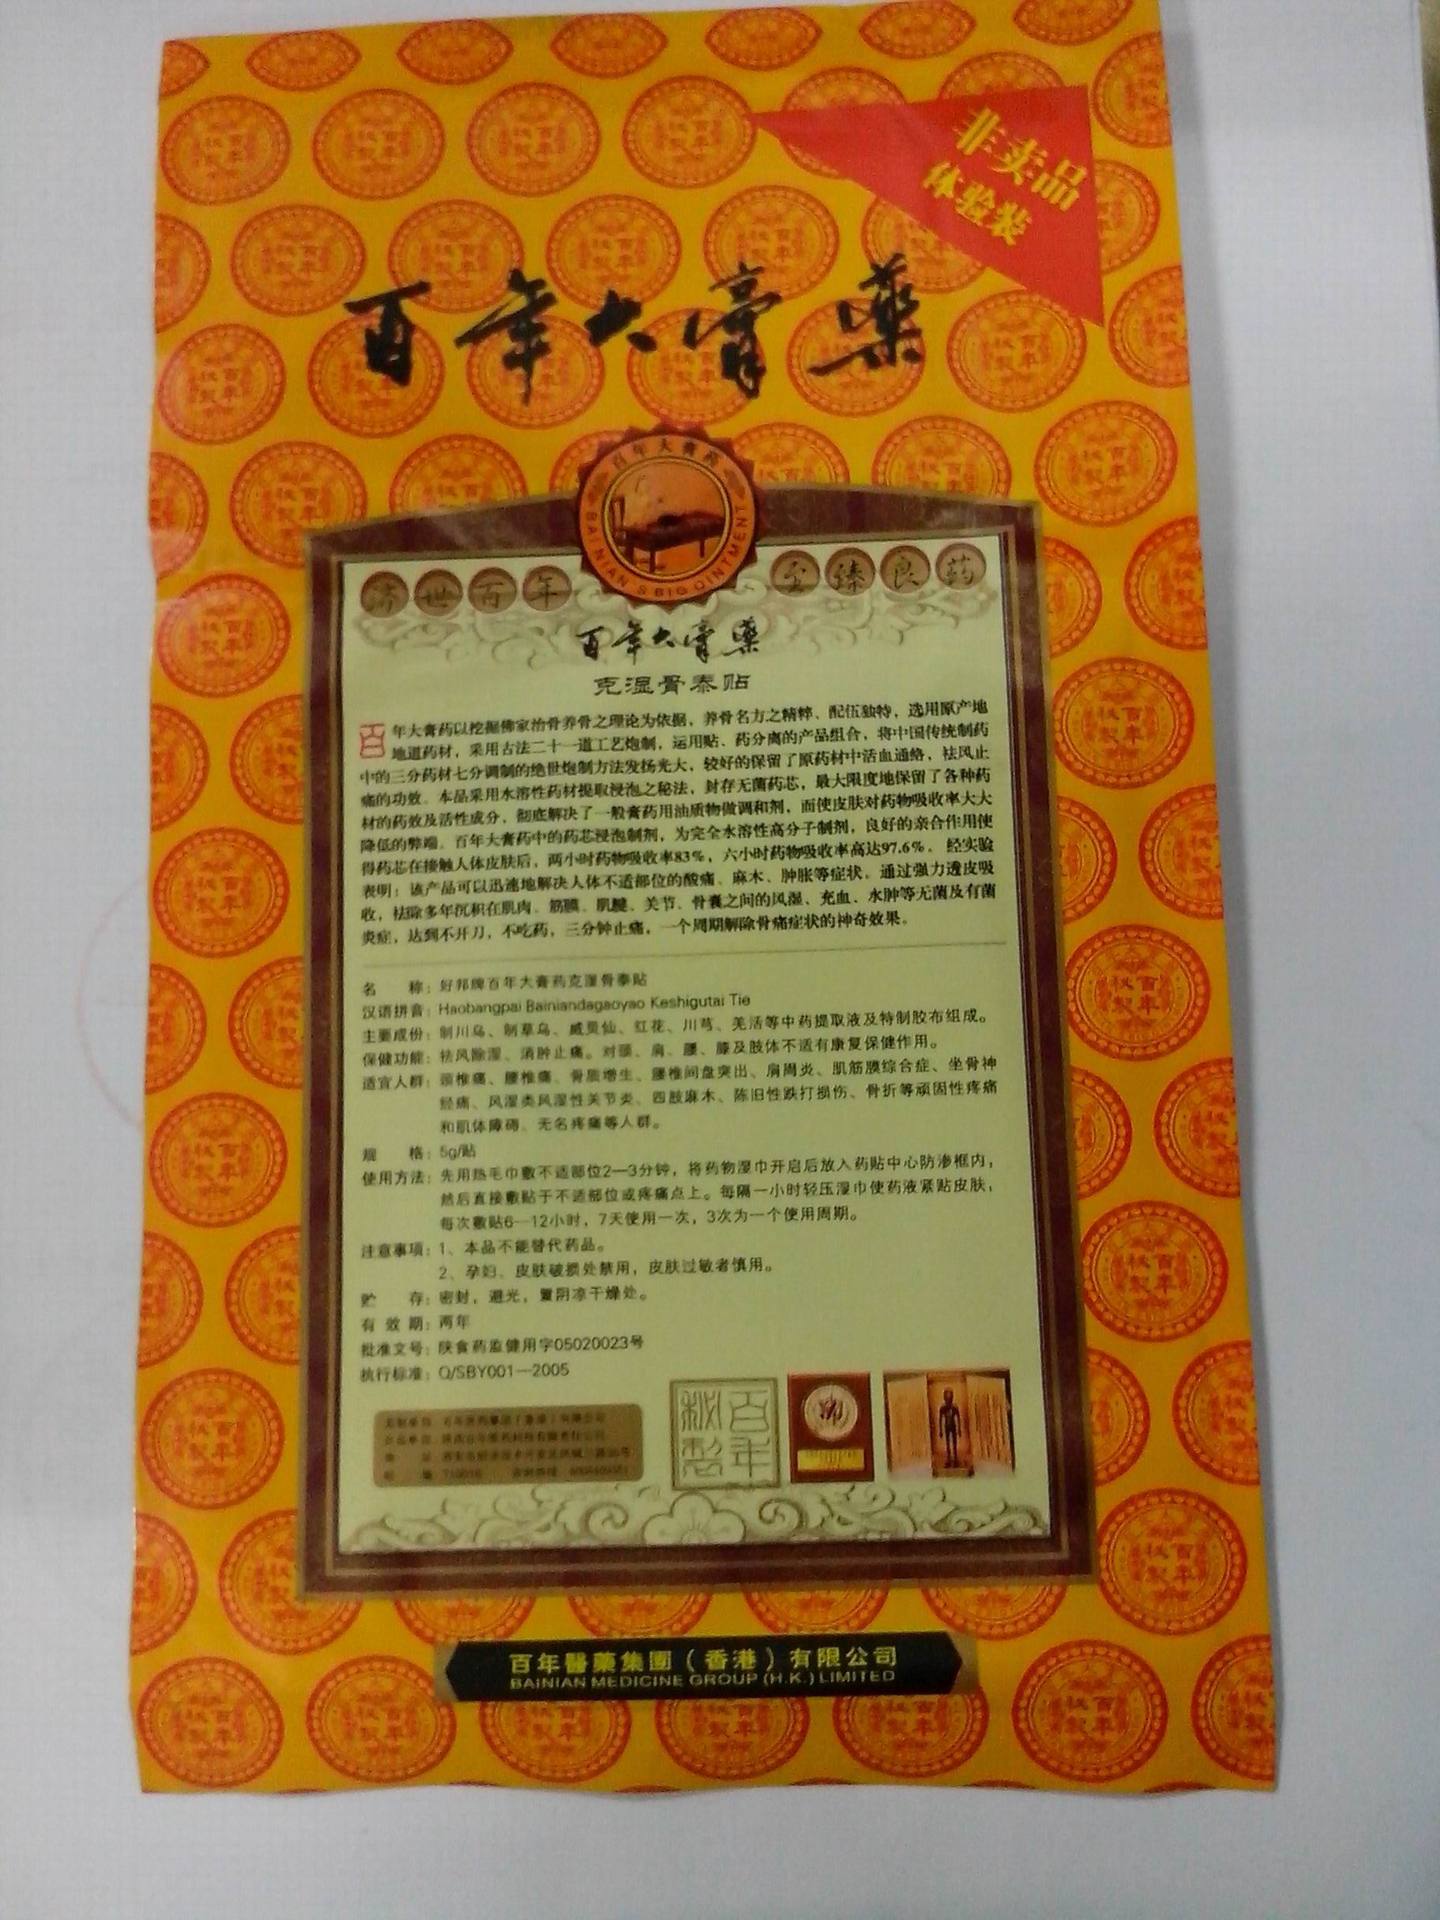 非卖品
体验装
百年大膏藥
百年大膏药
BAI NIAN'S BIG OINTMENT
济世百年
至臻良药
百年大膏藥
克湿骨泰贴
百年大膏药以挖掘佛家治骨养骨之理论为依据，养骨名方之精粹、配伍独特，选用原产地
地道药材，采用古法二十一道工艺炮制，运用贴、药分离的产品组合，将中国传统制药
中的三分药材七分调制的绝世炮制方法发扬光大，较好的保留了原药材中活血通络，祛风止
痛的功效。本品采用水溶性药材提取浸泡之秘法，封存无菌药芯，最大限度地保留了各种药
材的药效及活性成分，彻底解决了一般膏药用油质物做调和剂，而使皮肤对药物吸收率大大
降低的弊端。百年大膏药中的药芯浸泡制剂，为完全水溶性高分子制剂，良好的亲合作用使
得药芯在接触人体皮肤后，两小时药物吸收率83%，六小时药物吸收率高达97.6%。经实验
表明：该产品可以迅速地解决人体不适部位的酸痛、麻木、肿胀等症状。通过强力透皮吸
收，祛除多年沉积在肌肉、筋膜、肌腱、关节、骨囊之间的风湿、充血、水肿等无菌及有菌
炎症，达到不开刀，不吃药，三分钟止痛，一个周期解除骨痛症状的神奇效果。
名　　称：好邦牌百年大膏药克湿骨泰贴
汉语拼音：Haobangpai Bainiandagaoyao Keshigutai Tie
主要成份：制川乌、制草乌、威灵仙、红花、川芎、羌活等中药提取液及特制胶布组成。
保健功能：祛风除湿、消肿止痛。对颈、肩、腰、膝及肢体不适有康复保健作用。
适宜人群：颈椎痛、腰椎痛、骨质增生、腰椎间盘突出、肩周炎、肌筋膜综合症、坐骨神
经痛、风湿类风湿性关节炎、四肢麻木、陈旧性跌打损伤、骨折等顽固性疼痛
和肌体障碍、无名疼痛等人群。
规　　格：5g/贴
使用方法：先用热毛巾敷不适部位2—3分钟，将药物湿巾开启后放入药贴中心防渗框内，
然后直接敷贴于不适部位或疼痛点上。每隔一小时轻压湿巾使药液紧贴皮肤，
每次敷贴6—12小时，7天使用一次，3次为一个使用周期。
注意事项：1、本品不能替代药品。
2、孕妇、皮肤破损处禁用，皮肤过敏者慎用。
贮　　存：密封，避光，置阴凉干燥处。
有 效 期：两年
批准文号：陕食药监健用字05020023号
执行标准：Q/SBY001—2005
百年秘製
百年醫藥集團（香港）有限公司
BAINIAN MEDICINE GROUP (H.K.) LIMITED